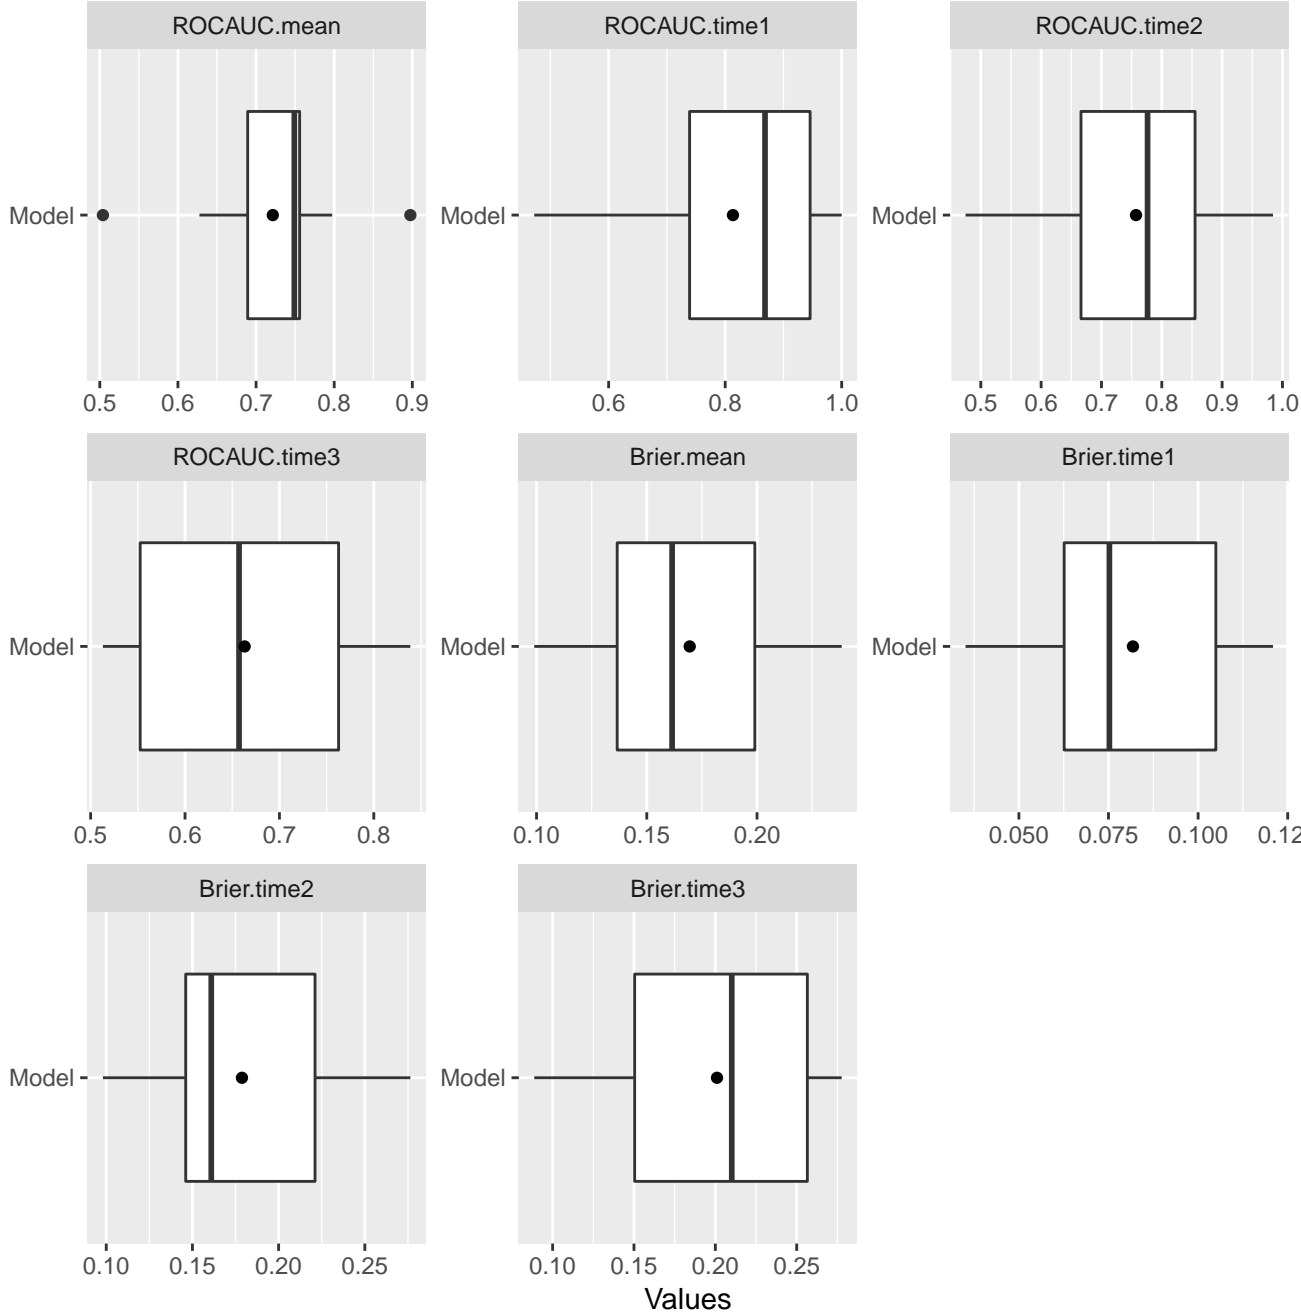 ROCAUC.mean ROCAUC.time1 ROCAUC.time2
Model Model Model
0.5 0.6 0.7 0.8 0.9 0.6 0.8 1.0 0.5 0.6 0.7 0.8 0.9 1.0
ROCAUC.time3 Brier.mean Brier.time1
Model Model Model
0.5 0.6 0.7 0.8 0.10 0.15 0.20 0.050 0.075 0.100 0.12
Brier.time2 Brier.time3
Model Model
0.10 0.15 0.20 0.25 0.10 0.15 0.20 0.25
Values